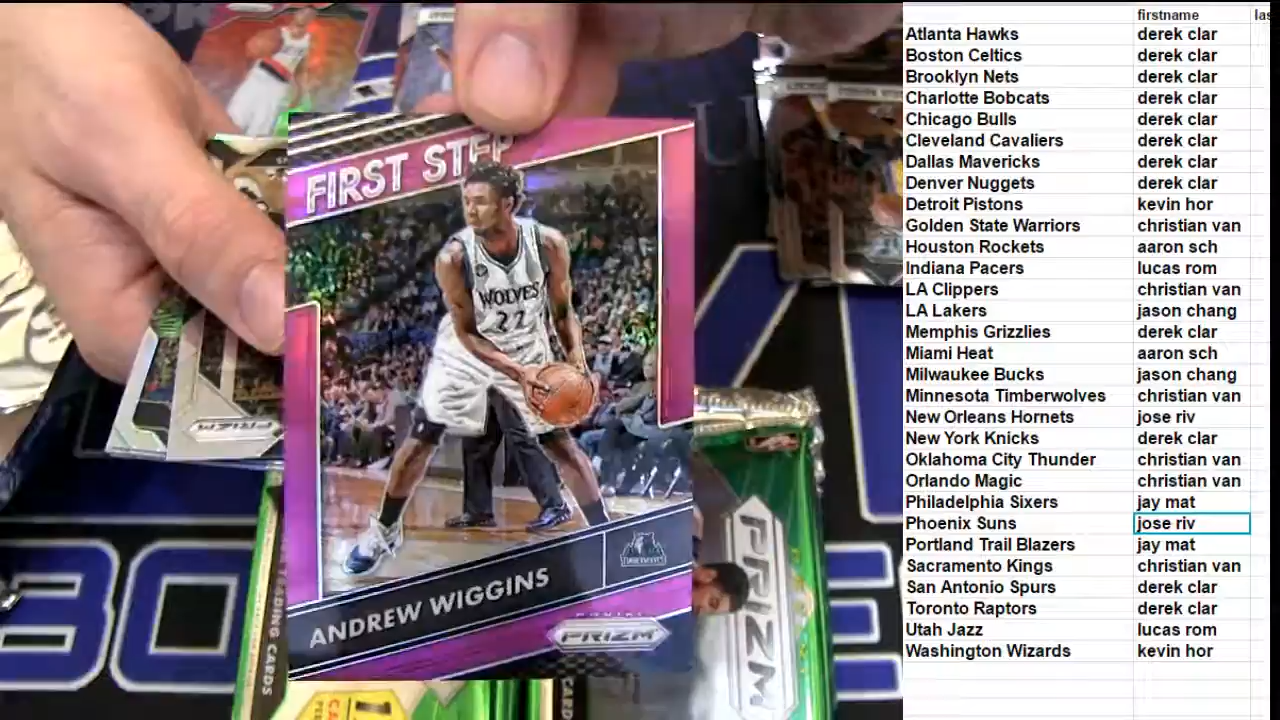 FIRST STEP
WOLVES
22
TIMBERWOLVES
ANDREW WIGGINS
PANINI
PRIZM
PRIZM
PRIZM
TRADING CARDS
firstname
Atlanta Hawks derek clar
Boston Celtics derek clar
Brooklyn Nets derek clar
Charlotte Bobcats derek clar
Chicago Bulls derek clar
Cleveland Cavaliers derek clar
Dallas Mavericks derek clar
Denver Nuggets derek clar
Detroit Pistons kevin hor
Golden State Warriors christian van
Houston Rockets aaron sch
Indiana Pacers lucas rom
LA Clippers christian van
LA Lakers jason chang
Memphis Grizzlies derek clar
Miami Heat aaron sch
Milwaukee Bucks jason chang
Minnesota Timberwolves christian van
New Orleans Hornets jose riv
New York Knicks derek clar
Oklahoma City Thunder christian van
Orlando Magic christian van
Philadelphia Sixers jay mat
Phoenix Suns jose riv
Portland Trail Blazers jay mat
Sacramento Kings christian van
San Antonio Spurs derek clar
Toronto Raptors derek clar
Utah Jazz lucas rom
Washington Wizards kevin hor